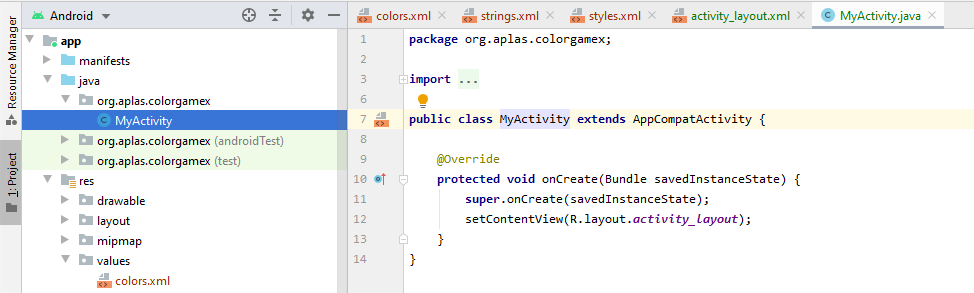 Android
colors.xml
strings.xml
styles.xml
activity_layout.xml
MyActivity.java
Resource Manager
1: Project
app
manifests
java
org.aplas.colorgamex
MyActivity
org.aplas.colorgamex (androidTest)
org.aplas.colorgamex (test)
res
drawable
layout
mipmap
values
colors.xml
1 package org.aplas.colorgamex;
2
3 import ...
6
7 public class MyActivity extends AppCompatActivity {
8
9 @Override
10 protected void onCreate(Bundle savedInstanceState) {
11 super.onCreate(savedInstanceState);
12 setContentView(R.layout.activity_layout);
13 }
14 }